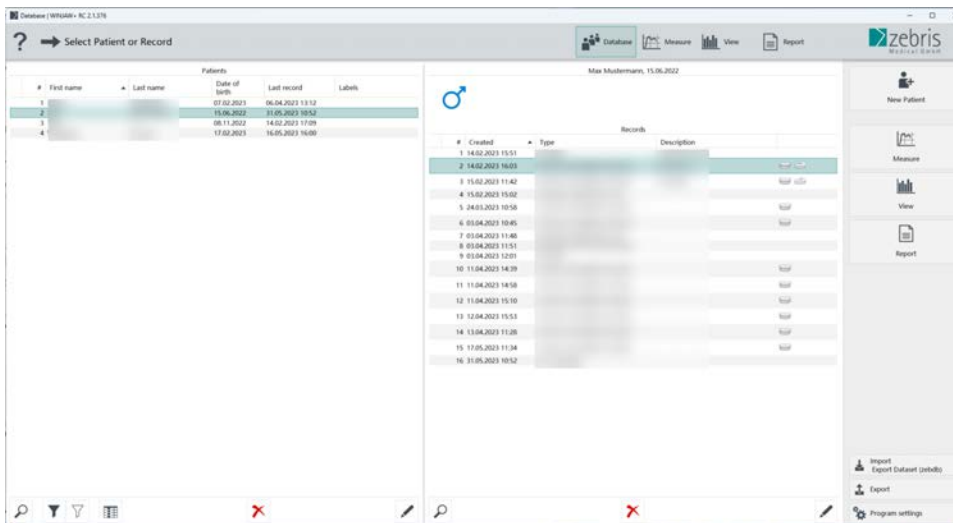 Database | WINJAW+ RC 2.1.376
? Select Patient or Record
Database Measure View Report
zebris
Medical GmbH
Patients
# First name Last name Date of birth Last record Labels
1 07.02.2023 06.04.2023 13:12
2 15.06.2022 31.05.2023 10:52
3 08.11.2022 14.02.2023 17:09
4 17.02.2023 16.05.2023 16:00
Max Mustermann, 15.06.2022
Records
# Created Type Description
1 14.02.2023 15:51
2 14.02.2023 16:03
3 15.02.2023 11:42
4 15.02.2023 15:02
5 24.03.2023 10:58
6 03.04.2023 10:45
7 03.04.2023 11:48
8 03.04.2023 11:51
9 03.04.2023 12:01
10 11.04.2023 14:39
11 11.04.2023 14:58
12 11.04.2023 15:10
13 12.04.2023 15:53
14 13.04.2023 11:28
15 17.05.2023 11:34
16 31.05.2023 10:52
New Patient
Measure
View
Report
Import
Export Dataset (zebdb)
Export
Program settings